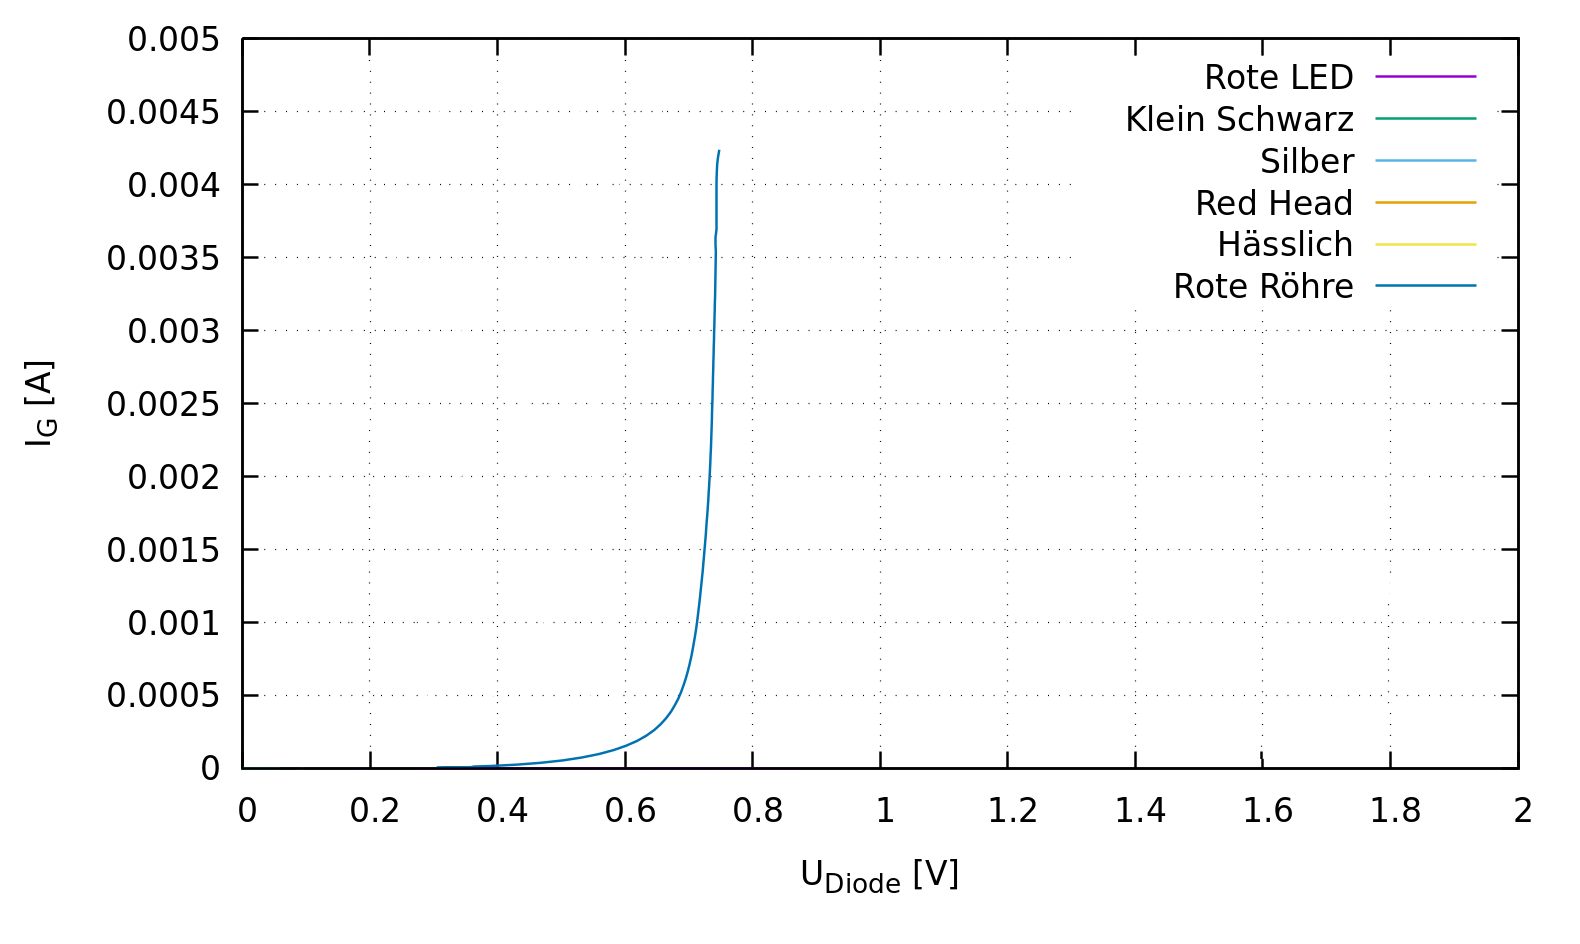 0.005
0.0045
0.004
0.0035
0.003
0.0025
0.002
0.0015
0.001
0.0005
0
I_G [A]
Rote LED
Klein Schwarz
Silber
Red Head
Hässlich
Rote Röhre
0 0.2 0.4 0.6 0.8 1 1.2 1.4 1.6 1.8 2
U_Diode [V]